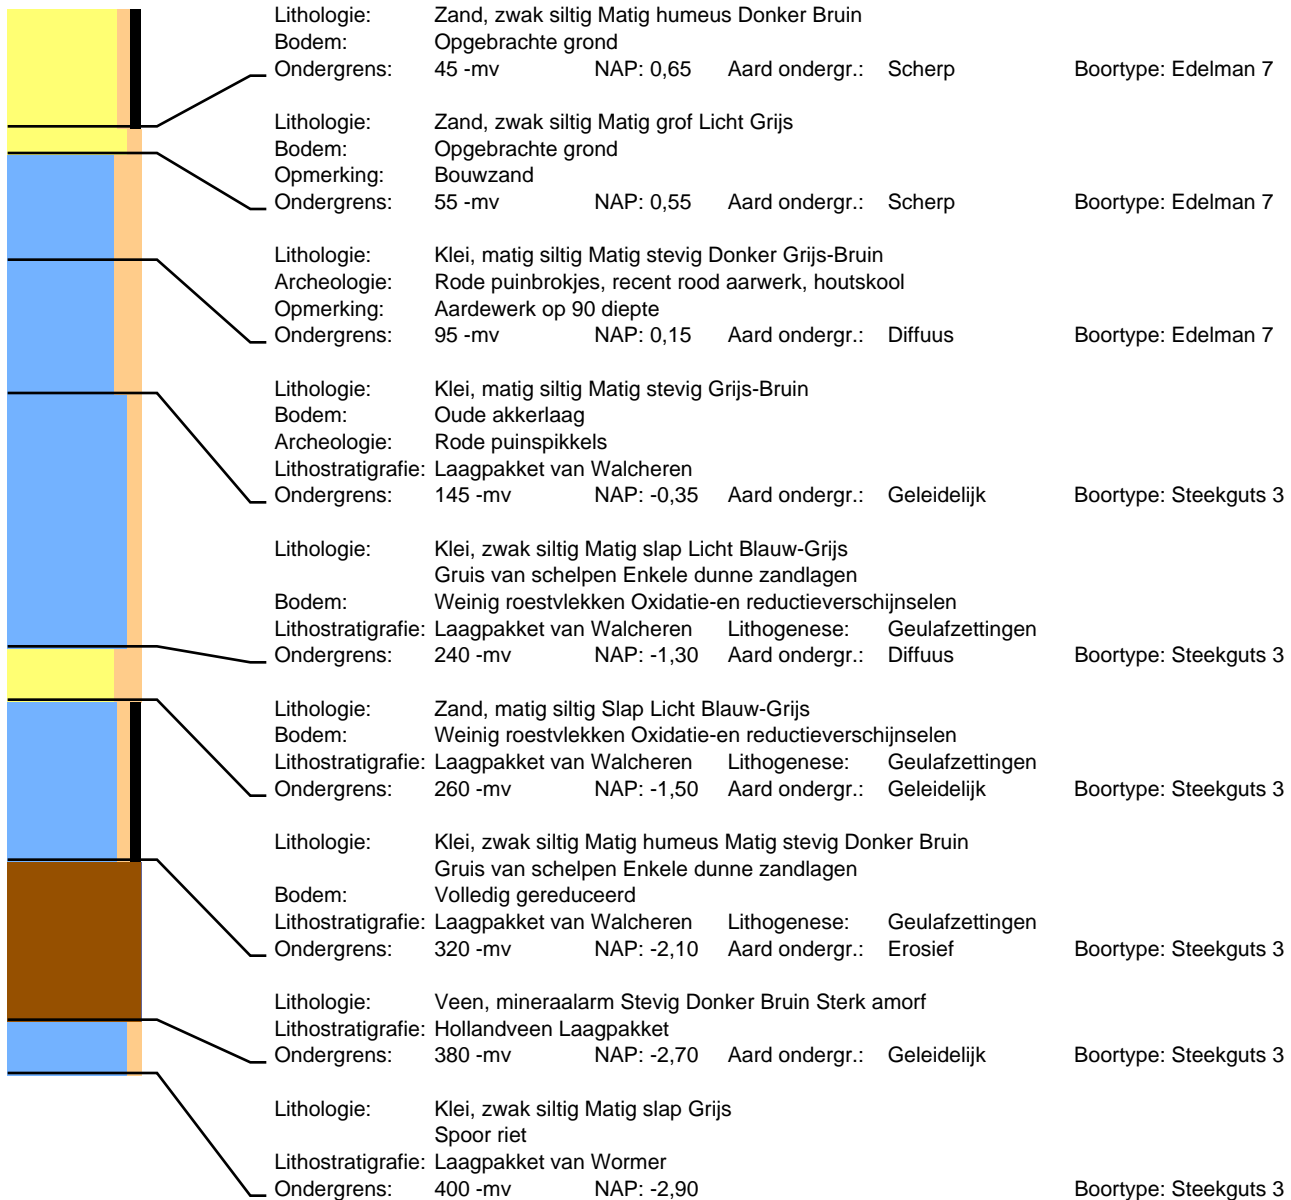 Lithologie: Zand, zwak siltig Matig humeus Donker Bruin
Bodem: Opgebrachte grond
Ondergrens: 45 -mv NAP: 0,65 Aard ondergr.: Scherp Boortype: Edelman 7
Lithologie: Zand, zwak siltig Matig grof Licht Grijs
Bodem: Opgebrachte grond
Opmerking: Bouwzand
Ondergrens: 55 -mv NAP: 0,55 Aard ondergr.: Scherp Boortype: Edelman 7
Lithologie: Klei, matig siltig Matig stevig Donker Grijs-Bruin
Archeologie: Rode puinbrokjes, recent rood aarwerk, houtskool
Opmerking: Aardewerk op 90 diepte
Ondergrens: 95 -mv NAP: 0,15 Aard ondergr.: Diffuus Boortype: Edelman 7
Lithologie: Klei, matig siltig Matig stevig Grijs-Bruin
Bodem: Oude akkerlaag
Archeologie: Rode puinspikkels
Lithostratigrafie: Laagpakket van Walcheren
Ondergrens: 145 -mv NAP: -0,35 Aard ondergr.: Geleidelijk Boortype: Steekguts 3
Lithologie: Klei, zwak siltig Matig slap Licht Blauw-Grijs
Gruis van schelpen Enkele dunne zandlagen
Bodem: Weinig roestvlekken Oxidatie-en reductieverschijnselen
Lithostratigrafie: Laagpakket van Walcheren Lithogenese: Geulafzettingen
Ondergrens: 240 -mv NAP: -1,30 Aard ondergr.: Diffuus Boortype: Steekguts 3
Lithologie: Zand, matig siltig Slap Licht Blauw-Grijs
Bodem: Weinig roestvlekken Oxidatie-en reductieverschijnselen
Lithostratigrafie: Laagpakket van Walcheren Lithogenese: Geulafzettingen
Ondergrens: 260 -mv NAP: -1,50 Aard ondergr.: Geleidelijk Boortype: Steekguts 3
Lithologie: Klei, zwak siltig Matig humeus Matig stevig Donker Bruin
Gruis van schelpen Enkele dunne zandlagen
Bodem: Volledig gereduceerd
Lithostratigrafie: Laagpakket van Walcheren Lithogenese: Geulafzettingen
Ondergrens: 320 -mv NAP: -2,10 Aard ondergr.: Erosief Boortype: Steekguts 3
Lithologie: Veen, mineraalarm Stevig Donker Bruin Sterk amorf
Lithostratigrafie: Hollandveen Laagpakket
Ondergrens: 380 -mv NAP: -2,70 Aard ondergr.: Geleidelijk Boortype: Steekguts 3
Lithologie: Klei, zwak siltig Matig slap Grijs
Spoor riet
Lithostratigrafie: Laagpakket van Wormer
Ondergrens: 400 -mv NAP: -2,90 Boortype: Steekguts 3